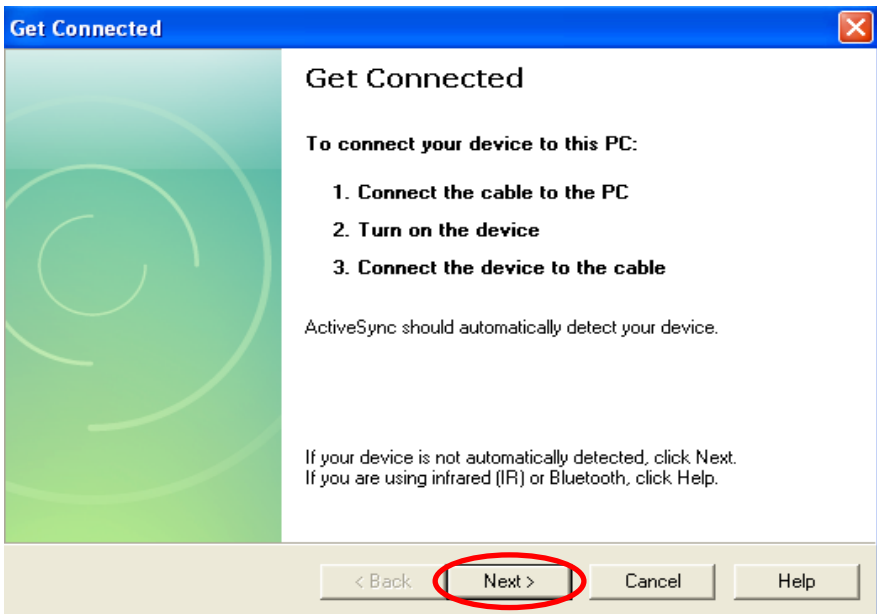 Get Connected
Get Connected
To connect your device to this PC:
1. Connect the cable to the PC
2. Turn on the device
3. Connect the device to the cable
ActiveSync should automatically detect your device.
If your device is not automatically detected, click Next.
If you are using infrared (IR) or Bluetooth, click Help.
< Back Next > Cancel Help